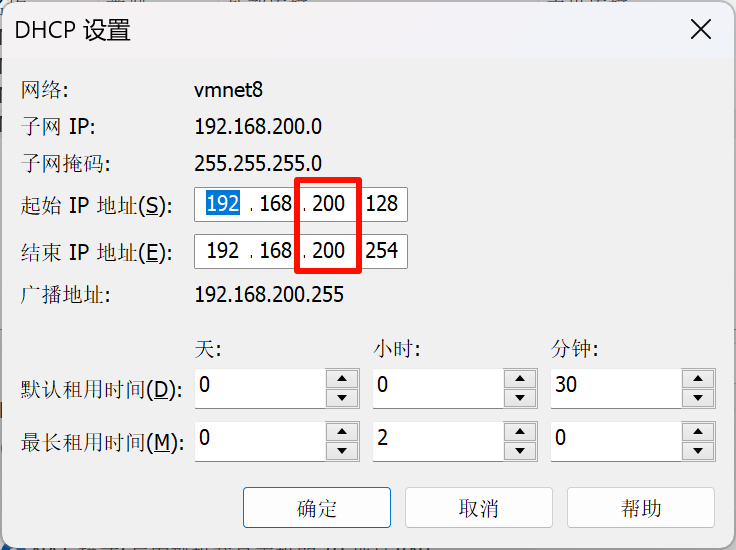 DHCP 设置
网络: vmnet8
子网 IP: 192.168.200.0
子网掩码: 255.255.255.0
起始 IP 地址(S): 192 . 168 . 200 128
结束 IP 地址(E): 192 . 168 . 200 254
广播地址: 192.168.200.255
天: 小时: 分钟:
默认租用时间(D): 0 0 30
最长租用时间(M): 0 2 0
确定 取消 帮助